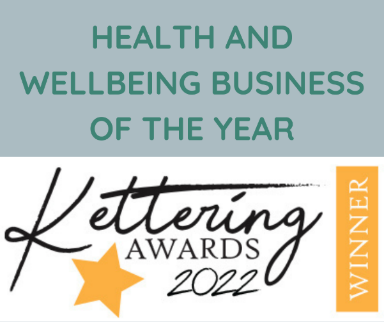 HEALTH AND
WELLBEING BUSINESS
OF THE YEAR
Kettering
AWARDS
2022
WINNER